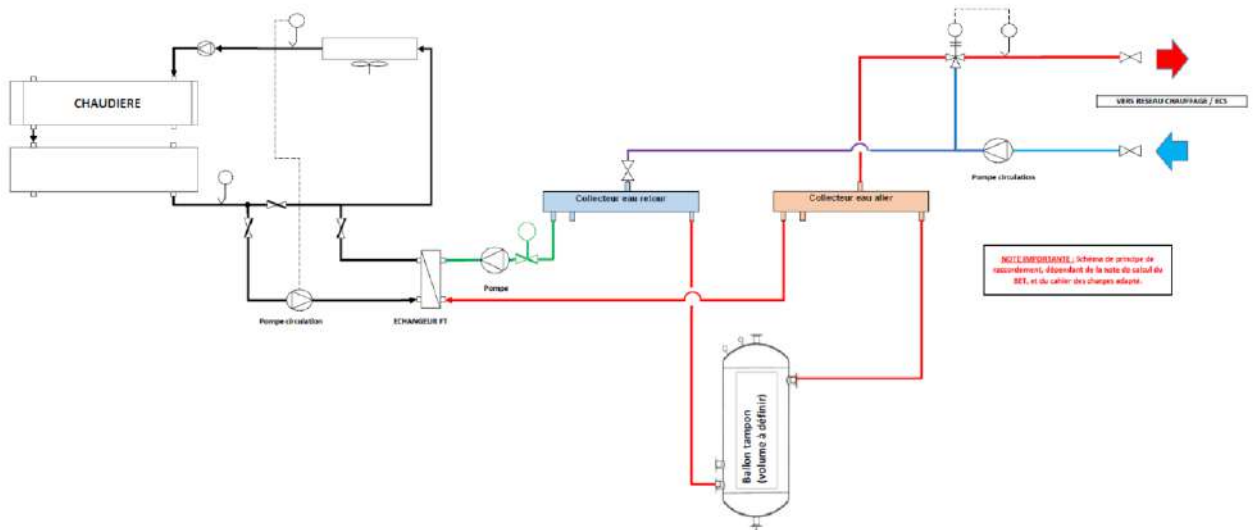 CHAUDIERE
VERS RESEAU CHAUFFAGE / ECS
Pompe circulation
Collecteur eau retour
Collecteur eau aller
Pompe
NOTE IMPORTANTE : Schéma de principe de
raccordement, dépendant de la note de calcul du
BET, et du cahier des charges adapté.
Pompe circulation
ECHANGEUR FT
Ballon tampon
(volume à définir)